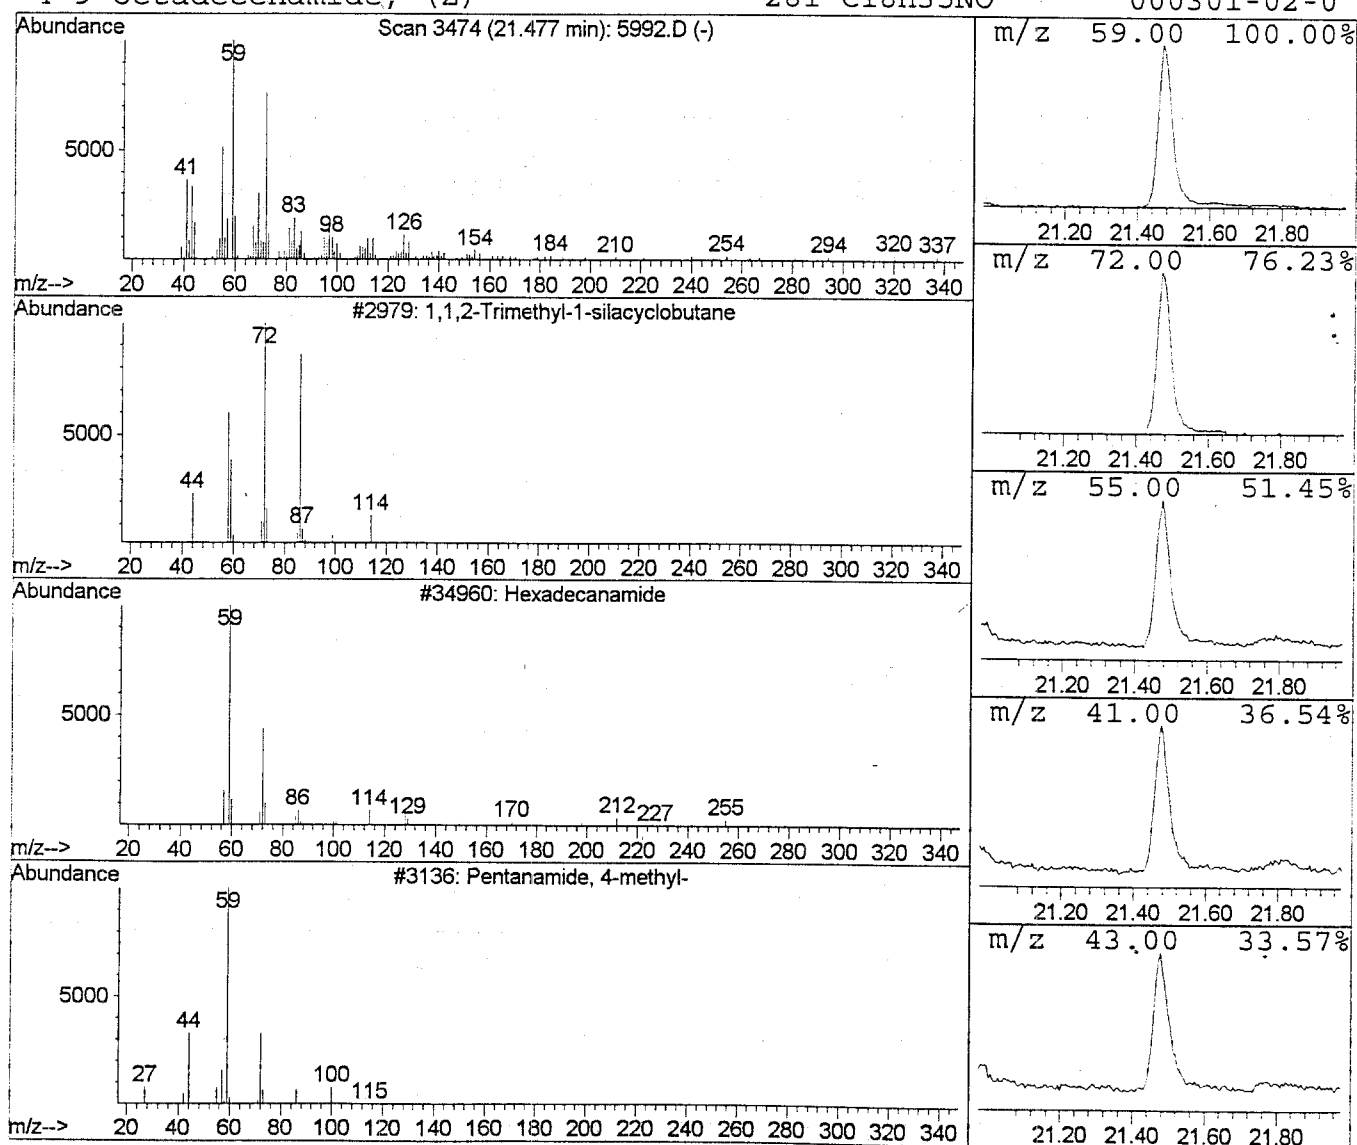 4 9-Octadecenamide, (Z)- 281 C18H35NO 000301-02-0
Abundance Scan 3474 (21.477 min): 5992.D (-)
59
5000
41
83 98 126 154 184 210 254 294 320 337
m/z--> 20 40 60 80 100 120 140 160 180 200 220 240 260 280 300 320 340
Abundance #2979: 1,1,2-Trimethyl-1-silacyclobutane
72
5000
44 87 114
m/z--> 20 40 60 80 100 120 140 160 180 200 220 240 260 280 300 320 340
Abundance #34960: Hexadecanamide
59
5000
86 114 129 170 212 227 255
m/z--> 20 40 60 80 100 120 140 160 180 200 220 240 260 280 300 320 340
Abundance #3136: Pentanamide, 4-methyl-
59
5000
44
27 100 115
m/z--> 20 40 60 80 100 120 140 160 180 200 220 240 260 280 300 320 340
m/z 59.00 100.00%
21.20 21.40 21.60 21.80
m/z 72.00 76.23%
21.20 21.40 21.60 21.80
m/z 55.00 51.45%
21.20 21.40 21.60 21.80
m/z 41.00 36.54%
21.20 21.40 21.60 21.80
m/z 43.00 33.57%
21.20 21.40 21.60 21.80